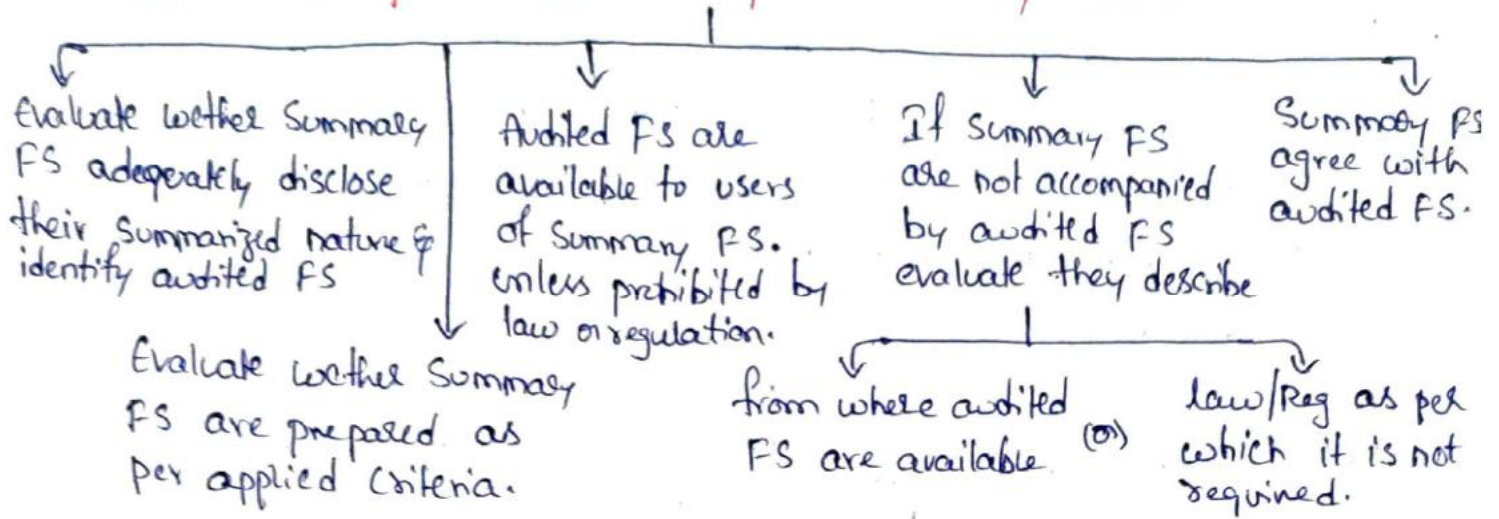 Evaluate wether Summary
FS adequately disclose
their Summarized nature &
identify audited FS
Evaluate wether Summary
FS are prepared as
per applied Criteria.
Audited FS are
available to users
of Summary FS.
unless prohibited by
law or regulation.
If summary FS
are not accompanied
by audited FS
evaluate they describe
from where audited
FS are available
(or)
law/Reg as per
which it is not
required.
Summary FS
agree with
audited FS.